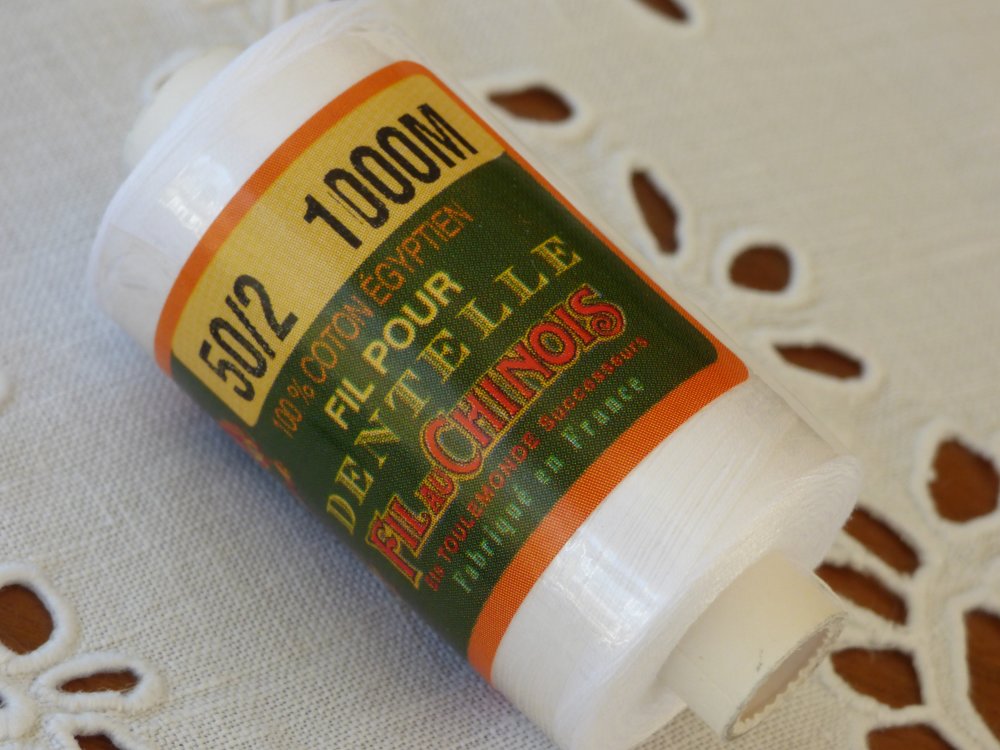 50/2 1000M
100 % COTON ÉGYPTIEN
FIL POUR
DENTELLE
FIL AU CHINOIS
Ets TOULEMONDE Successeurs
Fabriqué en France